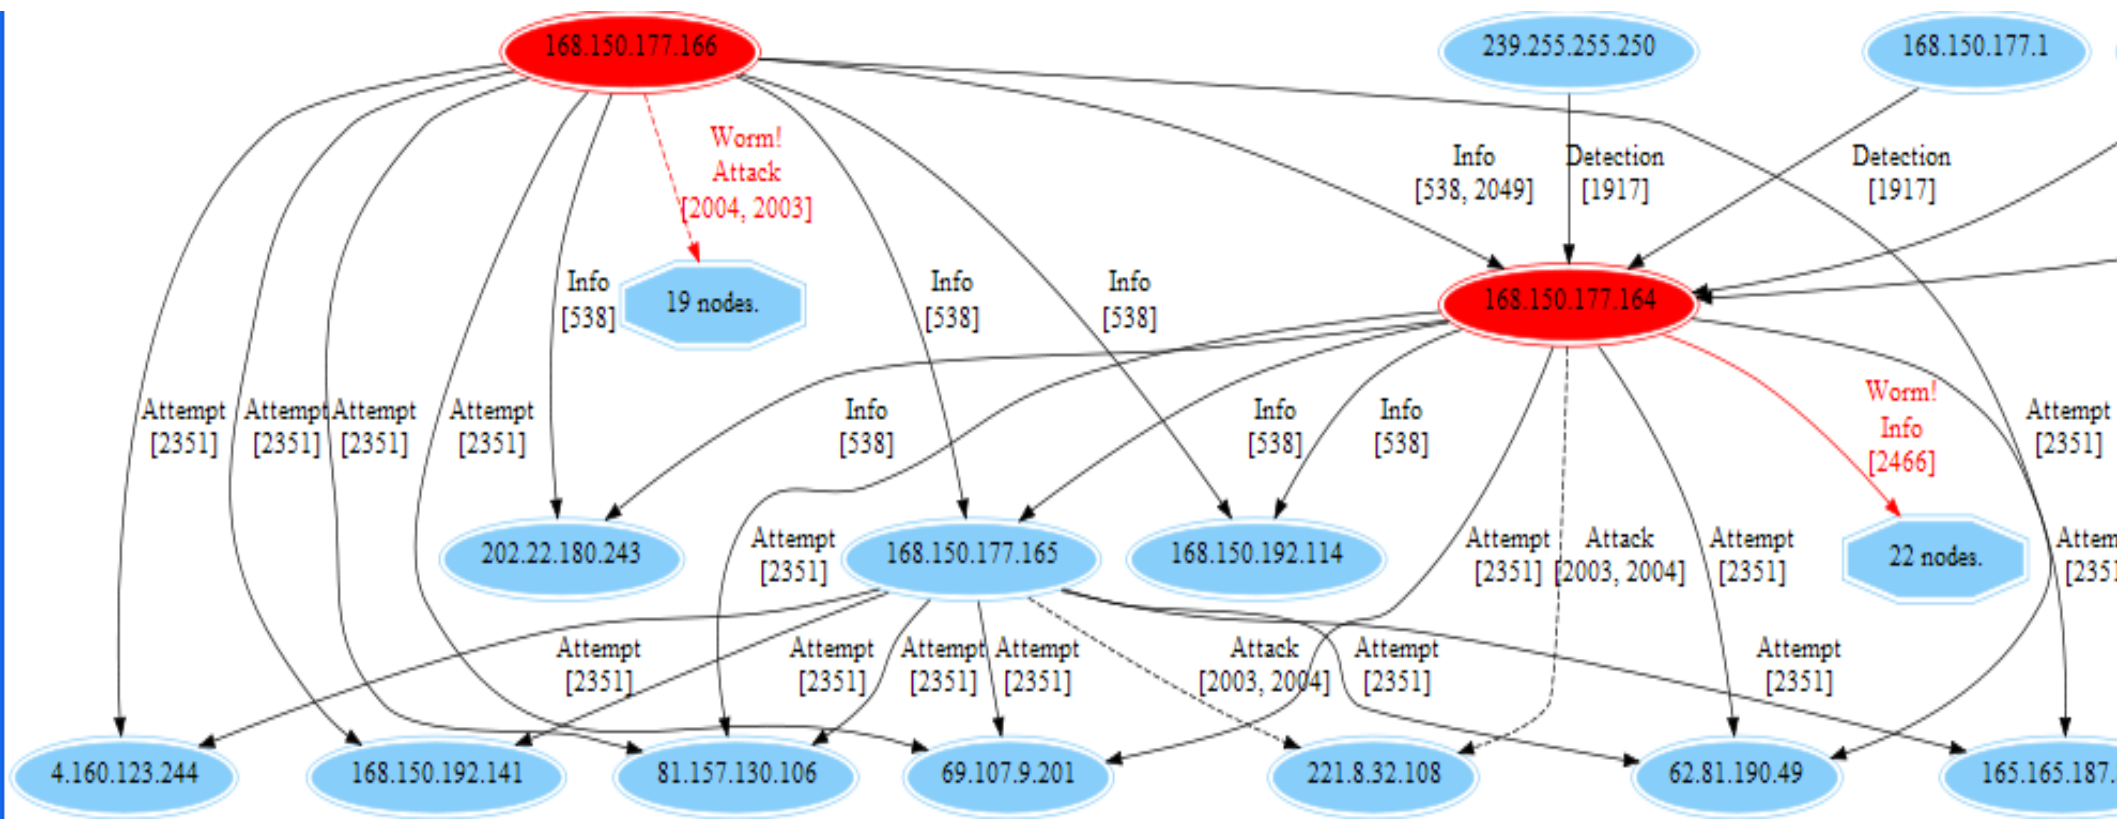 168.150.177.166
239.255.255.250
168.150.177.1
Worm!
Attack
[2004, 2003]
Info
[538, 2049]
Detection
[1917]
Detection
[1917]
Info
[538]
19 nodes.
Info
[538]
Info
[538]
168.150.177.164
Attempt
[2351]
Attempt
[2351]
Attempt
[2351]
Attempt
[2351]
Info
[538]
Info
[538]
Info
[538]
Worm!
Info
[2466]
Attempt
[2351]
202.22.180.243
Attempt
[2351]
168.150.177.165
168.150.192.114
Attempt
[2351]
Attack
[2003, 2004]
Attempt
[2351]
22 nodes.
Attem
[2351
Attempt
[2351]
Attempt
[2351]
Attempt
[2351]
Attempt
[2351]
Attack
[2003, 2004]
Attempt
[2351]
Attempt
[2351]
4.160.123.244
168.150.192.141
81.157.130.106
69.107.9.201
221.8.32.108
62.81.190.49
165.165.187.